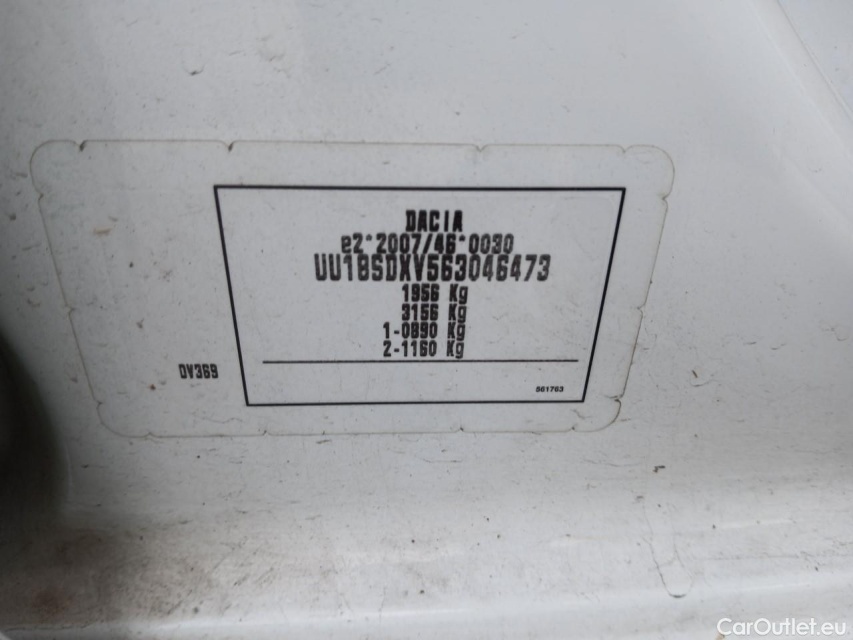 DACIA
e2*2007/46*0030
UU18SDXV563046473
1956 Kg
3156 Kg
1-0890 Kg
2-1160 Kg
DV369
561763
CarOutlet.eu